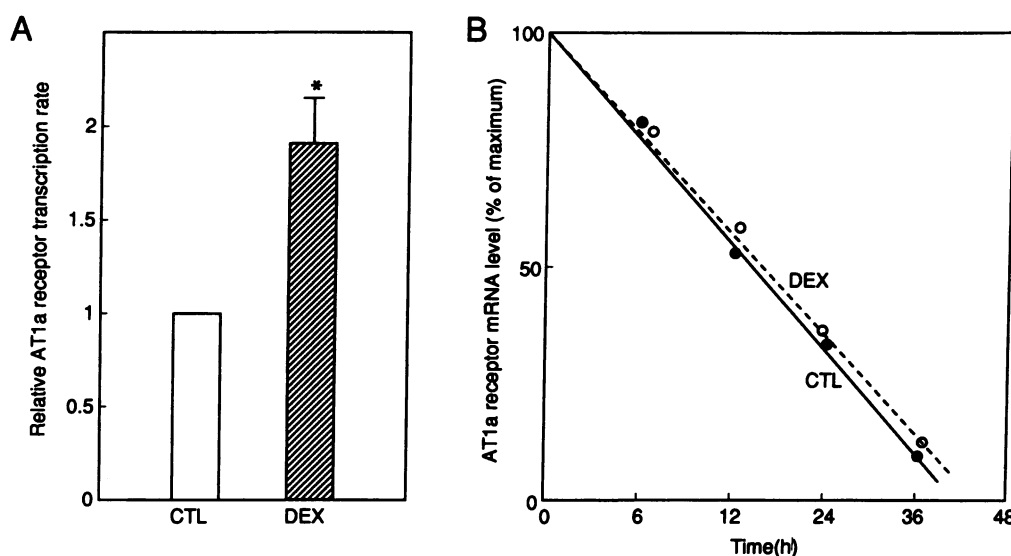 A
Relative AT1a receptor transcription rate
2
1.5
1
0.5
0
*
CTL
DEX
B
AT1a receptor mRNA level (% of maximum)
100
50
0
DEX
CTL
0
6
12
24
36
48
Time(h)